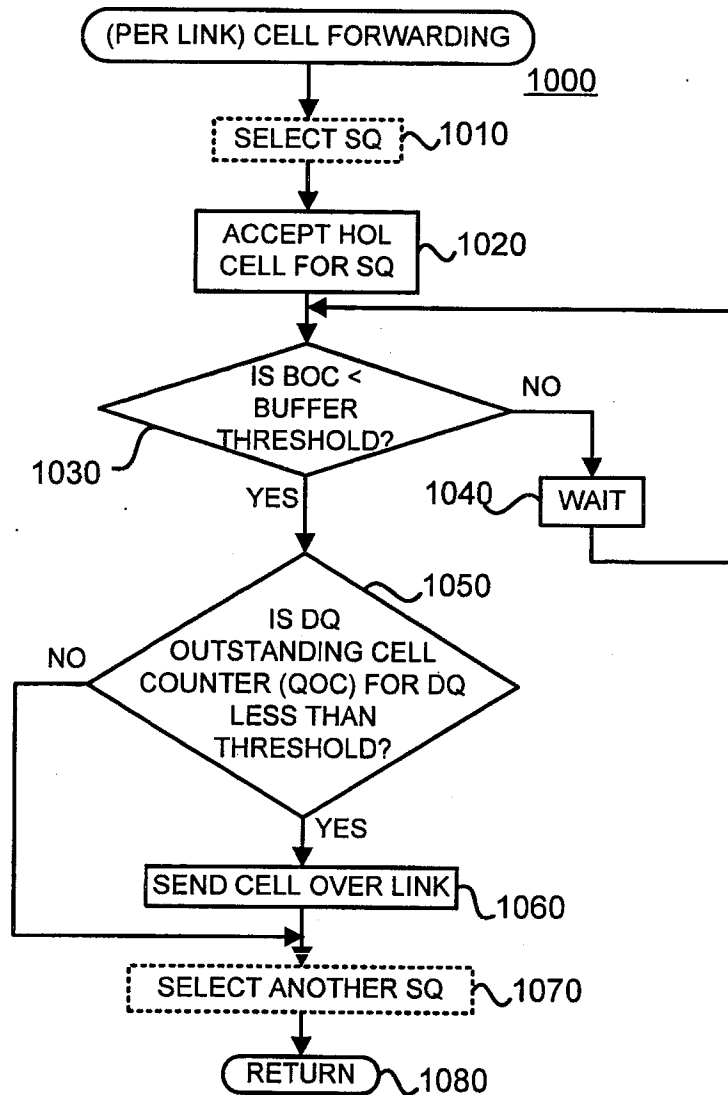 (PER LINK) CELL FORWARDING
1000
SELECT SQ
1010
ACCEPT HOL
CELL FOR SQ
1020
IS BOC <
BUFFER
THRESHOLD?
NO
1030
YES
1040
WAIT
1050
IS DQ
OUTSTANDING CELL
COUNTER (QOC) FOR DQ
LESS THAN
THRESHOLD?
NO
YES
SEND CELL OVER LINK
1060
SELECT ANOTHER SQ
1070
RETURN
1080